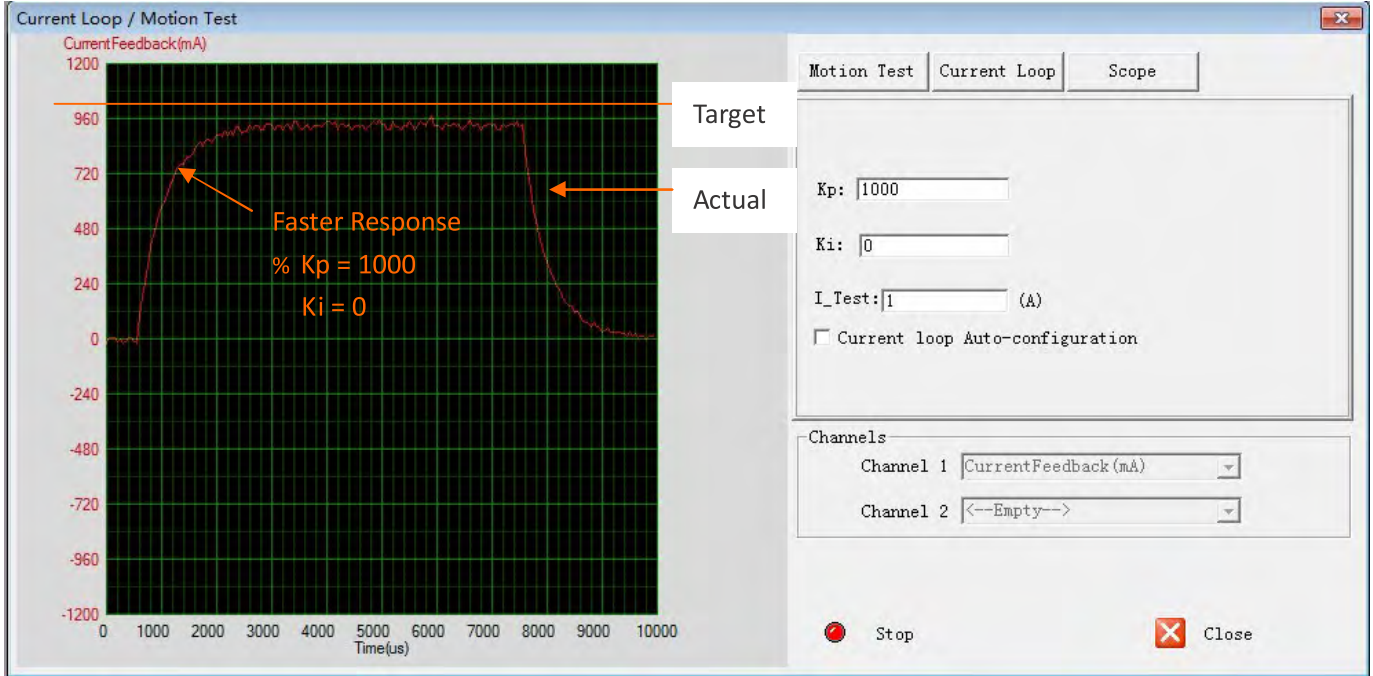 Current Loop / Motion Test
CurrentFeedback(mA)
1200
960
720
480
240
0
-240
-480
-720
-960
-1200
0 1000 2000 3000 4000 5000 6000 7000 8000 9000 10000
Time(us)
Target
Actual
Faster Response
% Kp = 1000
Ki = 0
Motion Test Current Loop Scope
Kp: 1000
Ki: 0
I_Test: 1 (A)
Current loop Auto-configuration
Channels
Channel 1 CurrentFeedback(mA)
Channel 2 <--Empty-->
Stop Close